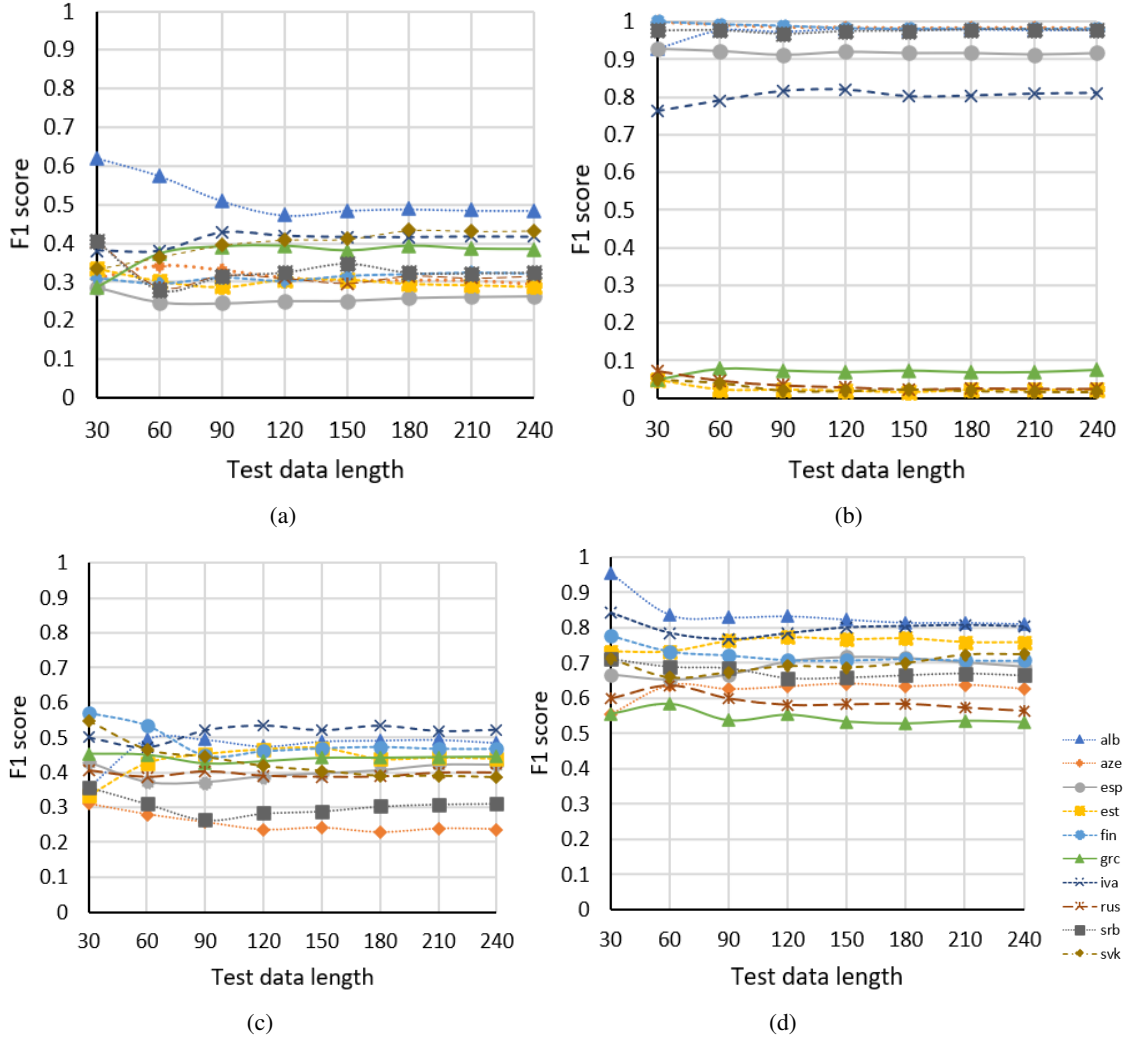 1
0.9
0.8
0.7
0.6
0.5
0.4
0.3
0.2
0.1
0
F1 score
30 60 90 120 150 180 210 240
Test data length
(a)
1
0.9
0.8
0.7
0.6
0.5
0.4
0.3
0.2
0.1
0
F1 score
30 60 90 120 150 180 210 240
Test data length
(b)
1
0.9
0.8
0.7
0.6
0.5
0.4
0.3
0.2
0.1
0
F1 score
30 60 90 120 150 180 210 240
Test data length
(c)
1
0.9
0.8
0.7
0.6
0.5
0.4
0.3
0.2
0.1
0
F1 score
30 60 90 120 150 180 210 240
Test data length
(d)
alb
aze
esp
est
fin
grc
iva
rus
srb
svk